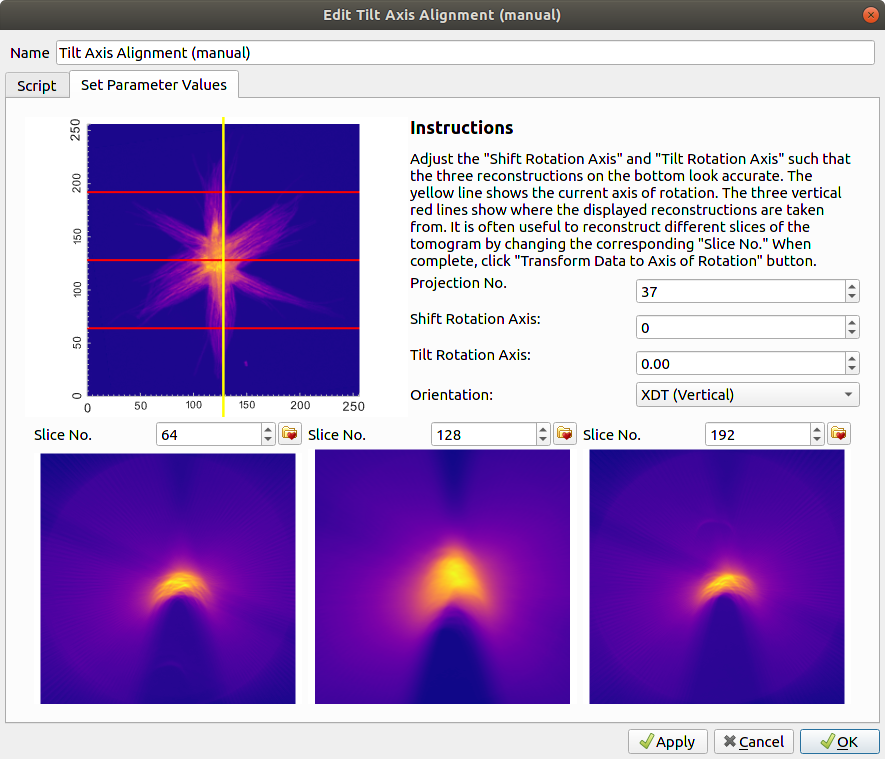 Edit Tilt Axis Alignment (manual)
Name Tilt Axis Alignment (manual)
Script Set Parameter Values
250
200
150
100
50
0
0 50 100 150 200 250
Instructions
Adjust the "Shift Rotation Axis" and "Tilt Rotation Axis" such that
the three reconstructions on the bottom look accurate. The
yellow line shows the current axis of rotation. The three vertical
red lines show where the displayed reconstructions are taken
from. It is often useful to reconstruct different slices of the
tomogram by changing the corresponding "Slice No." When
complete, click "Transform Data to Axis of Rotation" button.
Projection No. 37
Shift Rotation Axis: 0
Tilt Rotation Axis: 0.00
Orientation: XDT (Vertical)
Slice No. 64 Slice No. 128 Slice No. 192
Apply Cancel OK